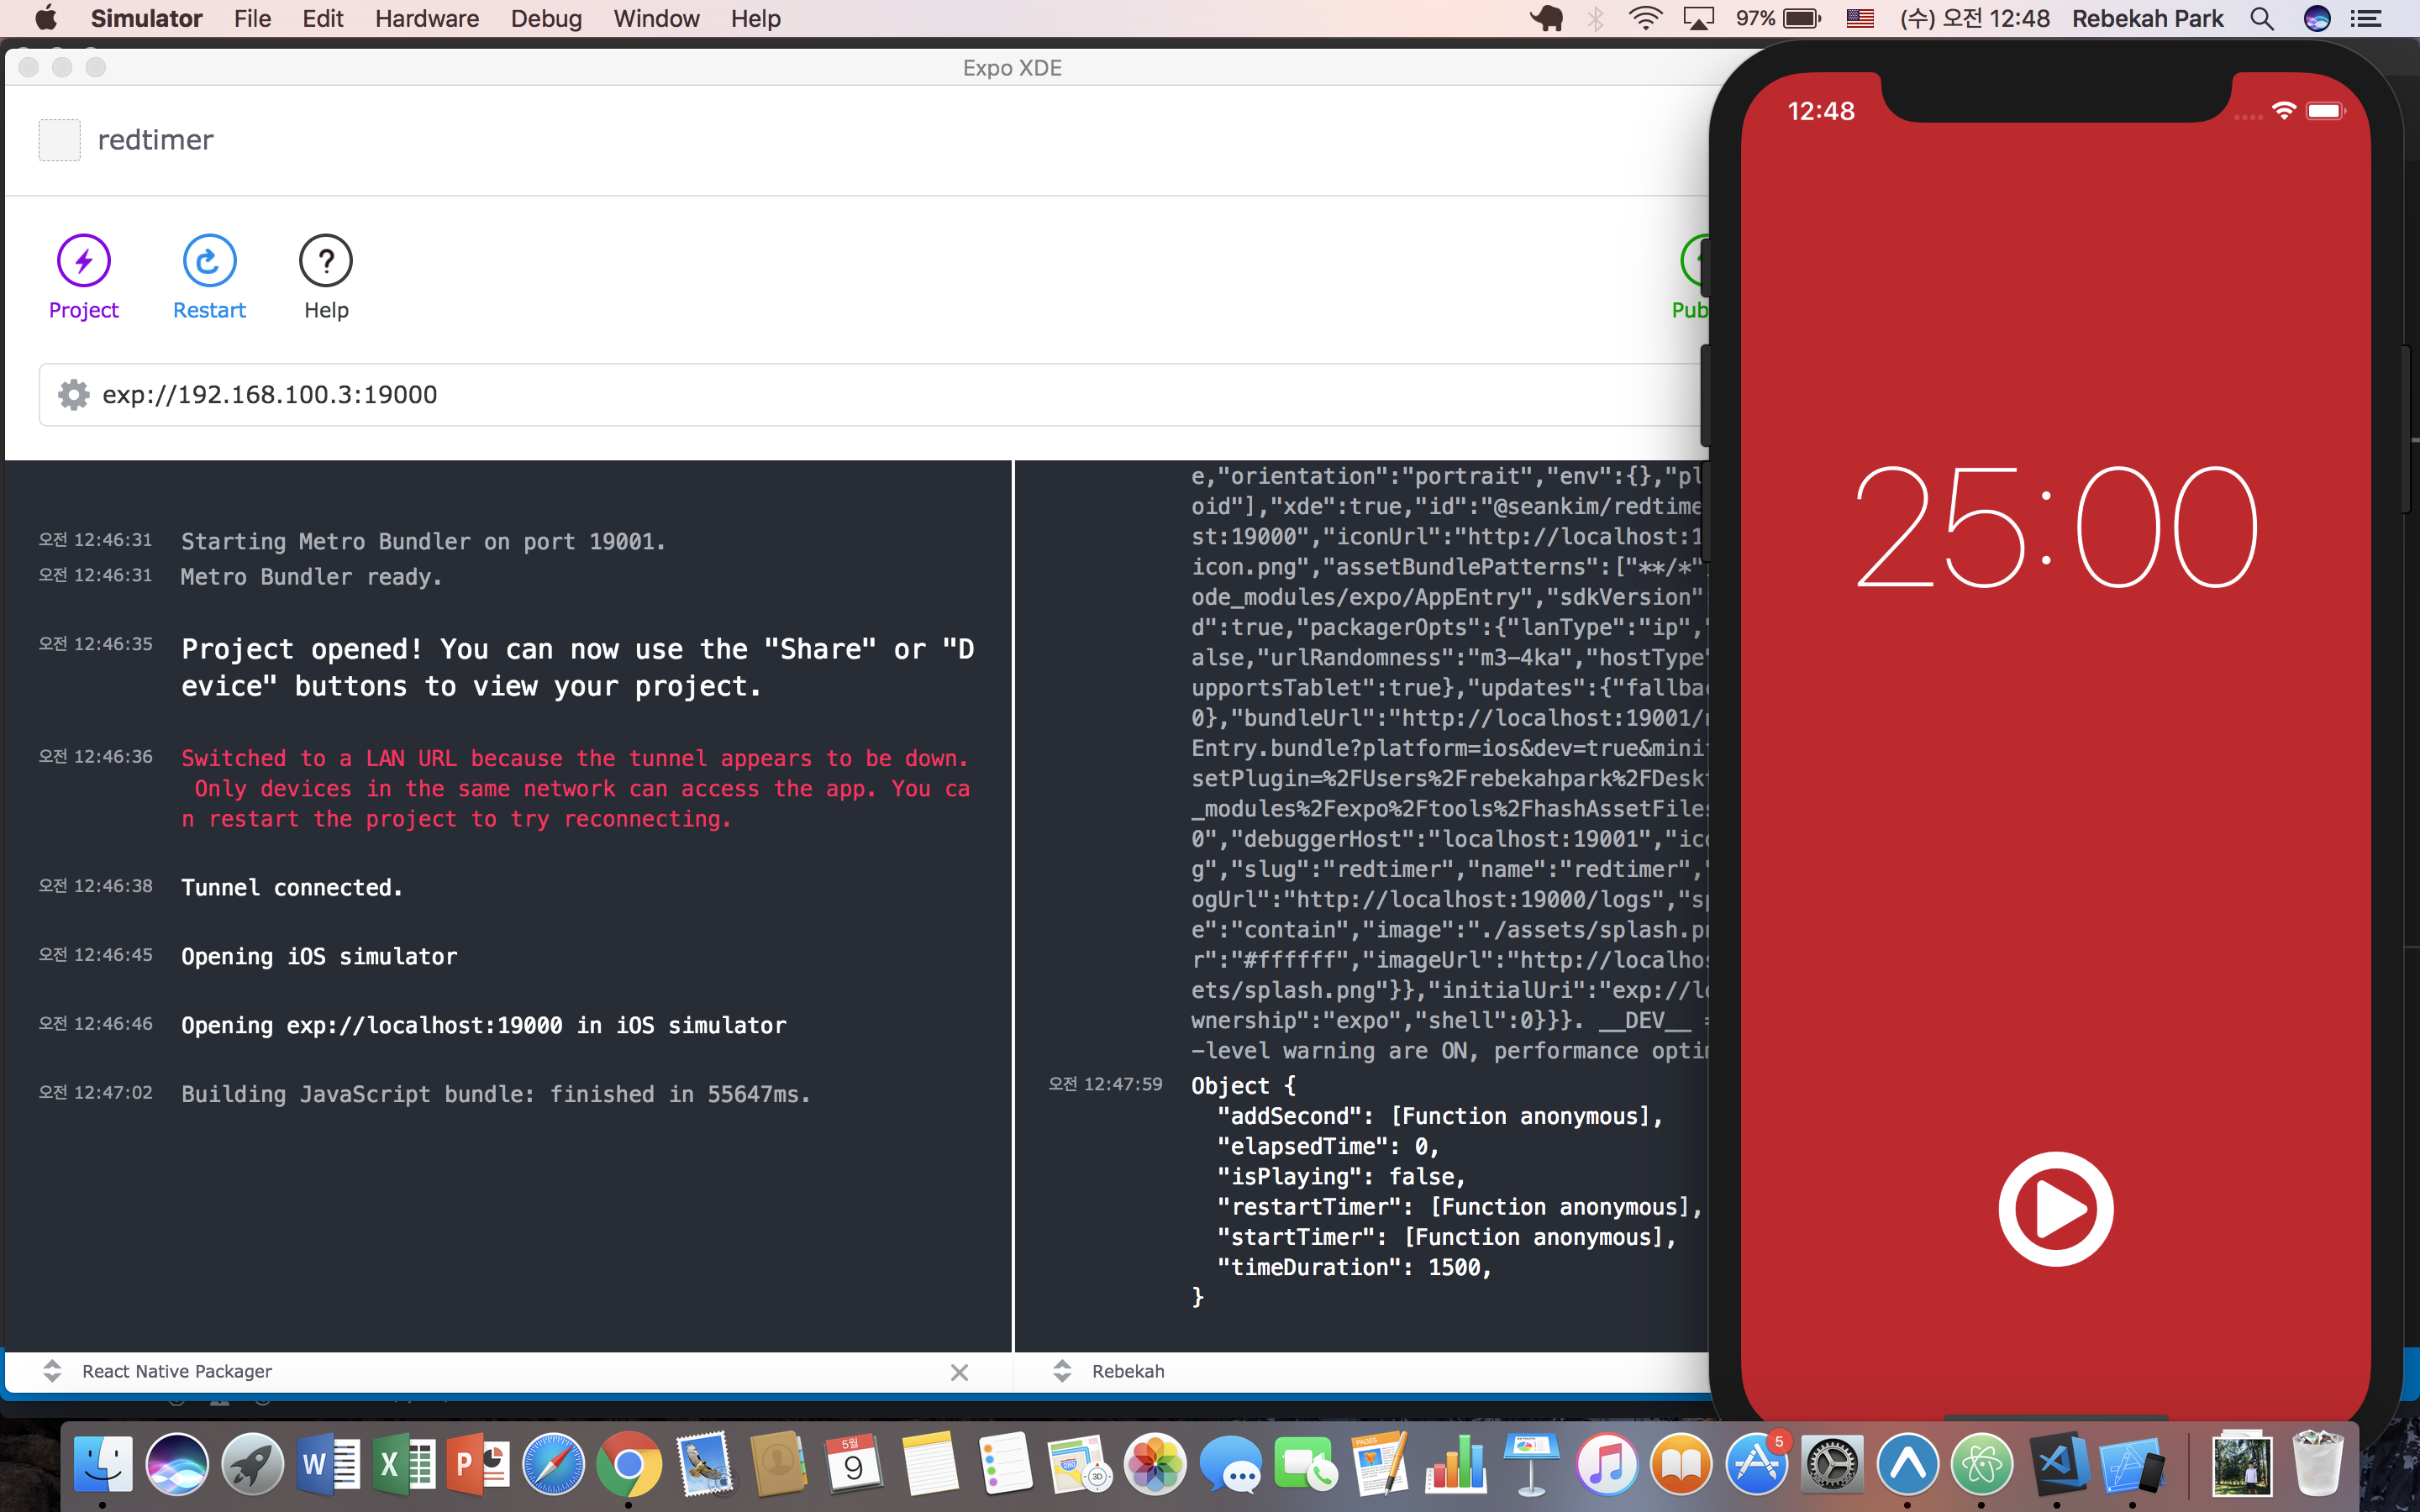 Simulator File Edit Hardware Debug Window Help 97% (수) 오전 12:48 Rebekah Park
Expo XDE
redtimer
Project Restart Help
exp://192.168.100.3:19000
오전 12:46:31 Starting Metro Bundler on port 19001.
오전 12:46:31 Metro Bundler ready.
오전 12:46:35 Project opened! You can now use the "Share" or "D
evice" buttons to view your project.
오전 12:46:36 Switched to a LAN URL because the tunnel appears to be down.
Only devices in the same network can access the app. You ca
n restart the project to try reconnecting.
오전 12:46:38 Tunnel connected.
오전 12:46:45 Opening iOS simulator
오전 12:46:46 Opening exp://localhost:19000 in iOS simulator
오전 12:47:02 Building JavaScript bundle: finished in 55647ms.
React Native Packager
Pub
e,"orientation":"portrait","env":{},"pl
oid"],"xde":true,"id":"@seankim/redtime
st:19000","iconUrl":"http://localhost:1
icon.png","assetBundlePatterns":["**/*"
ode_modules/expo/AppEntry","sdkVersion"
d":true,"packagerOpts":{"lanType":"ip",
alse,"urlRandomness":"m3-4ka","hostType"
upportsTablet":true},"updates":{"fallba
0},"bundleUrl":"http://localhost:19001/
Entry.bundle?platform=ios&dev=true&mini
setPlugin=%2FUsers%2Frebekahpark%2FDesk
_modules%2Fexpo%2Ftools%2FhashAssetFiles
0","debuggerHost":"localhost:19001","ic
g","slug":"redtimer","name":"redtimer",
ogUrl":"http://localhost:19000/logs","s
e":"contain","image":"./assets/splash.p
r":"#ffffff","imageUrl":"http://localho
ets/splash.png"}},"initialUri":"exp://l
wnership":"expo","shell":0}}}. __DEV__
-level warning are ON, performance opti
오전 12:47:59 Object {
"addSecond": [Function anonymous],
"elapsedTime": 0,
"isPlaying": false,
"restartTimer": [Function anonymous],
"startTimer": [Function anonymous],
"timeDuration": 1500,
}
Rebekah
12:48
25:00
W X P 5월 9 280 3D PAGES 5